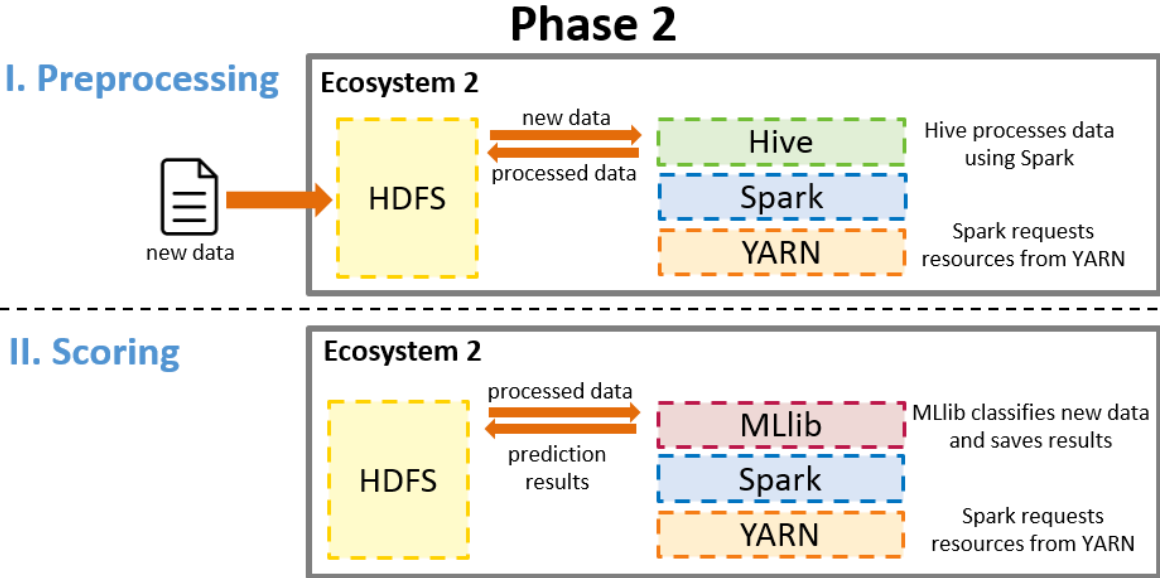 Phase 2
I. Preprocessing
Ecosystem 2
new data
HDFS
new data
processed data
Hive
Spark
YARN
Hive processes data
using Spark
Spark requests
resources from YARN
II. Scoring
Ecosystem 2
HDFS
processed data
prediction
results
MLlib
Spark
YARN
MLlib classifies new data
and saves results
Spark requests
resources from YARN